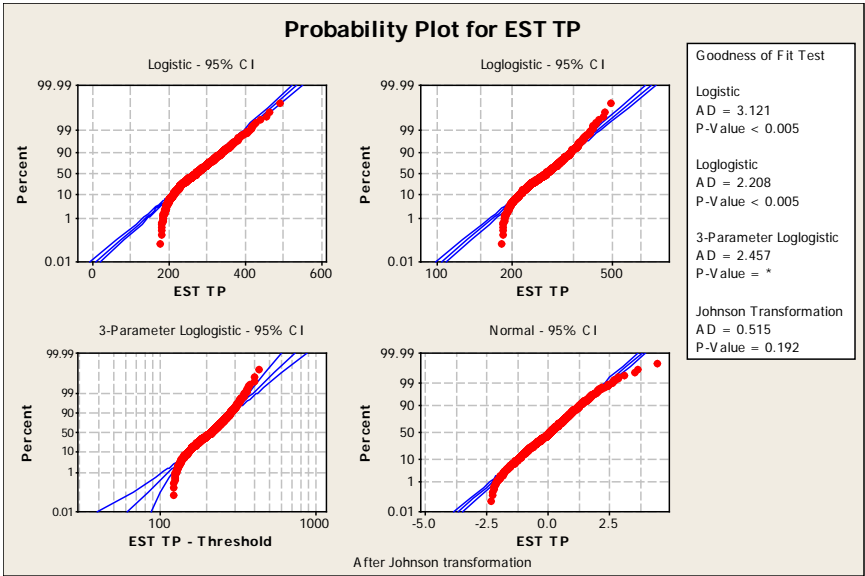 Probability Plot for EST TP
Logistic - 95% CI
99.99
99
90
50
10
1
0.01
Percent
0
200
400
600
EST TP
Loglogistic - 95% CI
99.99
99
90
50
10
1
0.01
Percent
100
200
500
EST TP
3-Parameter Loglogistic - 95% CI
99.99
99
90
50
10
1
0.01
Percent
100
1000
EST TP - Threshold
Normal - 95% CI
99.99
99
90
50
10
1
0.01
Percent
-5.0
-2.5
0.0
2.5
EST TP
After Johnson transformation
Goodness of Fit Test
Logistic
AD = 3.121
P-Value < 0.005
Loglogistic
AD = 2.208
P-Value < 0.005
3-Parameter Loglogistic
AD = 2.457
P-Value = *
Johnson Transformation
AD = 0.515
P-Value = 0.192